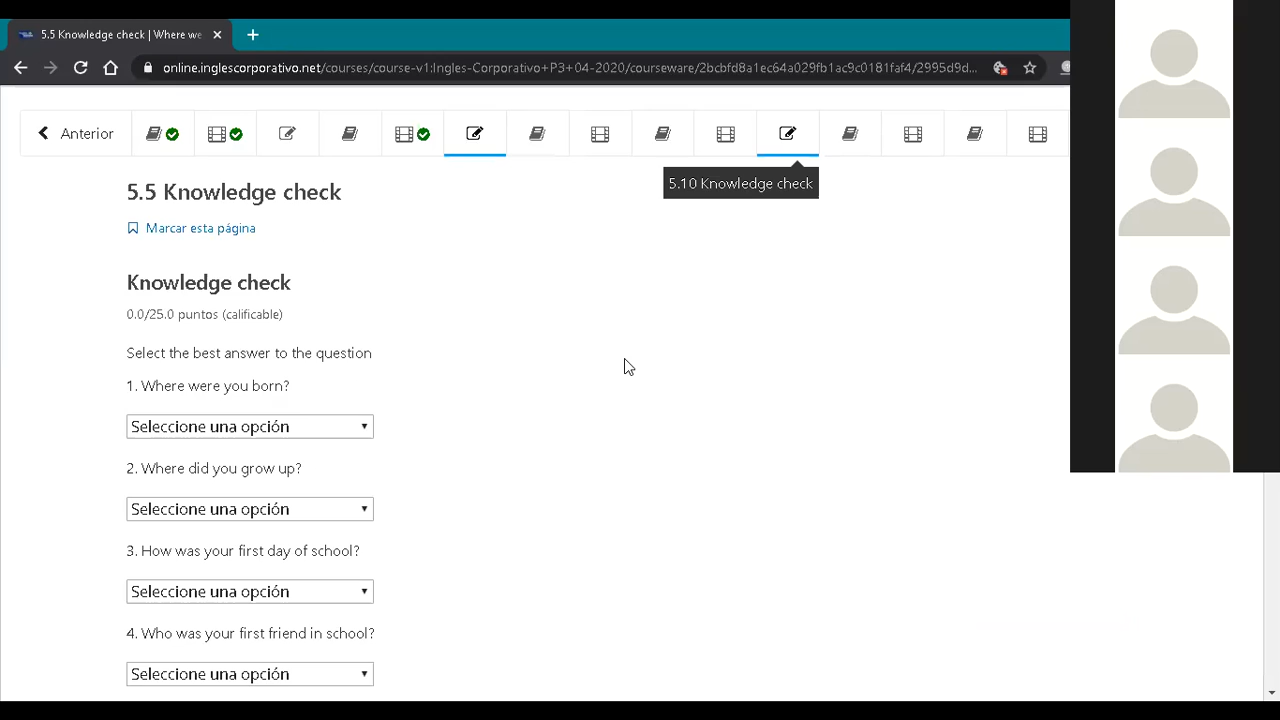 5.5 Knowledge check | Where we
online.inglescorporativo.net/courses/course-v1:Ingles-Corporativo+P3+04-2020/courseware/2bcbfd8a1ec64a029fb1ac9c0181faf4/2995d9d...
Anterior
5.10 Knowledge check
5.5 Knowledge check
Marcar esta página
Knowledge check
0.0/25.0 puntos (calificable)
Select the best answer to the question
1. Where were you born?
Seleccione una opción
2. Where did you grow up?
Seleccione una opción
3. How was your first day of school?
Seleccione una opción
4. Who was your first friend in school?
Seleccione una opción